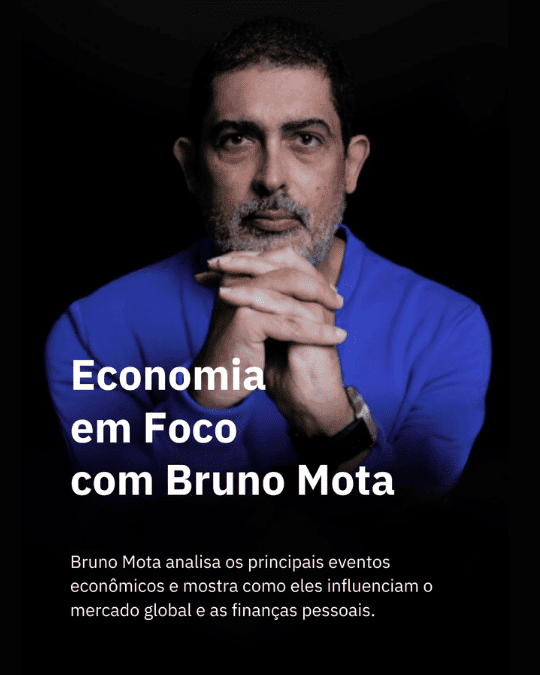 Economia
em Foco
com Bruno Mota
Bruno Mota analisa os principais eventos
econômicos e mostra como eles influenciam o
mercado global e as finanças pessoais.